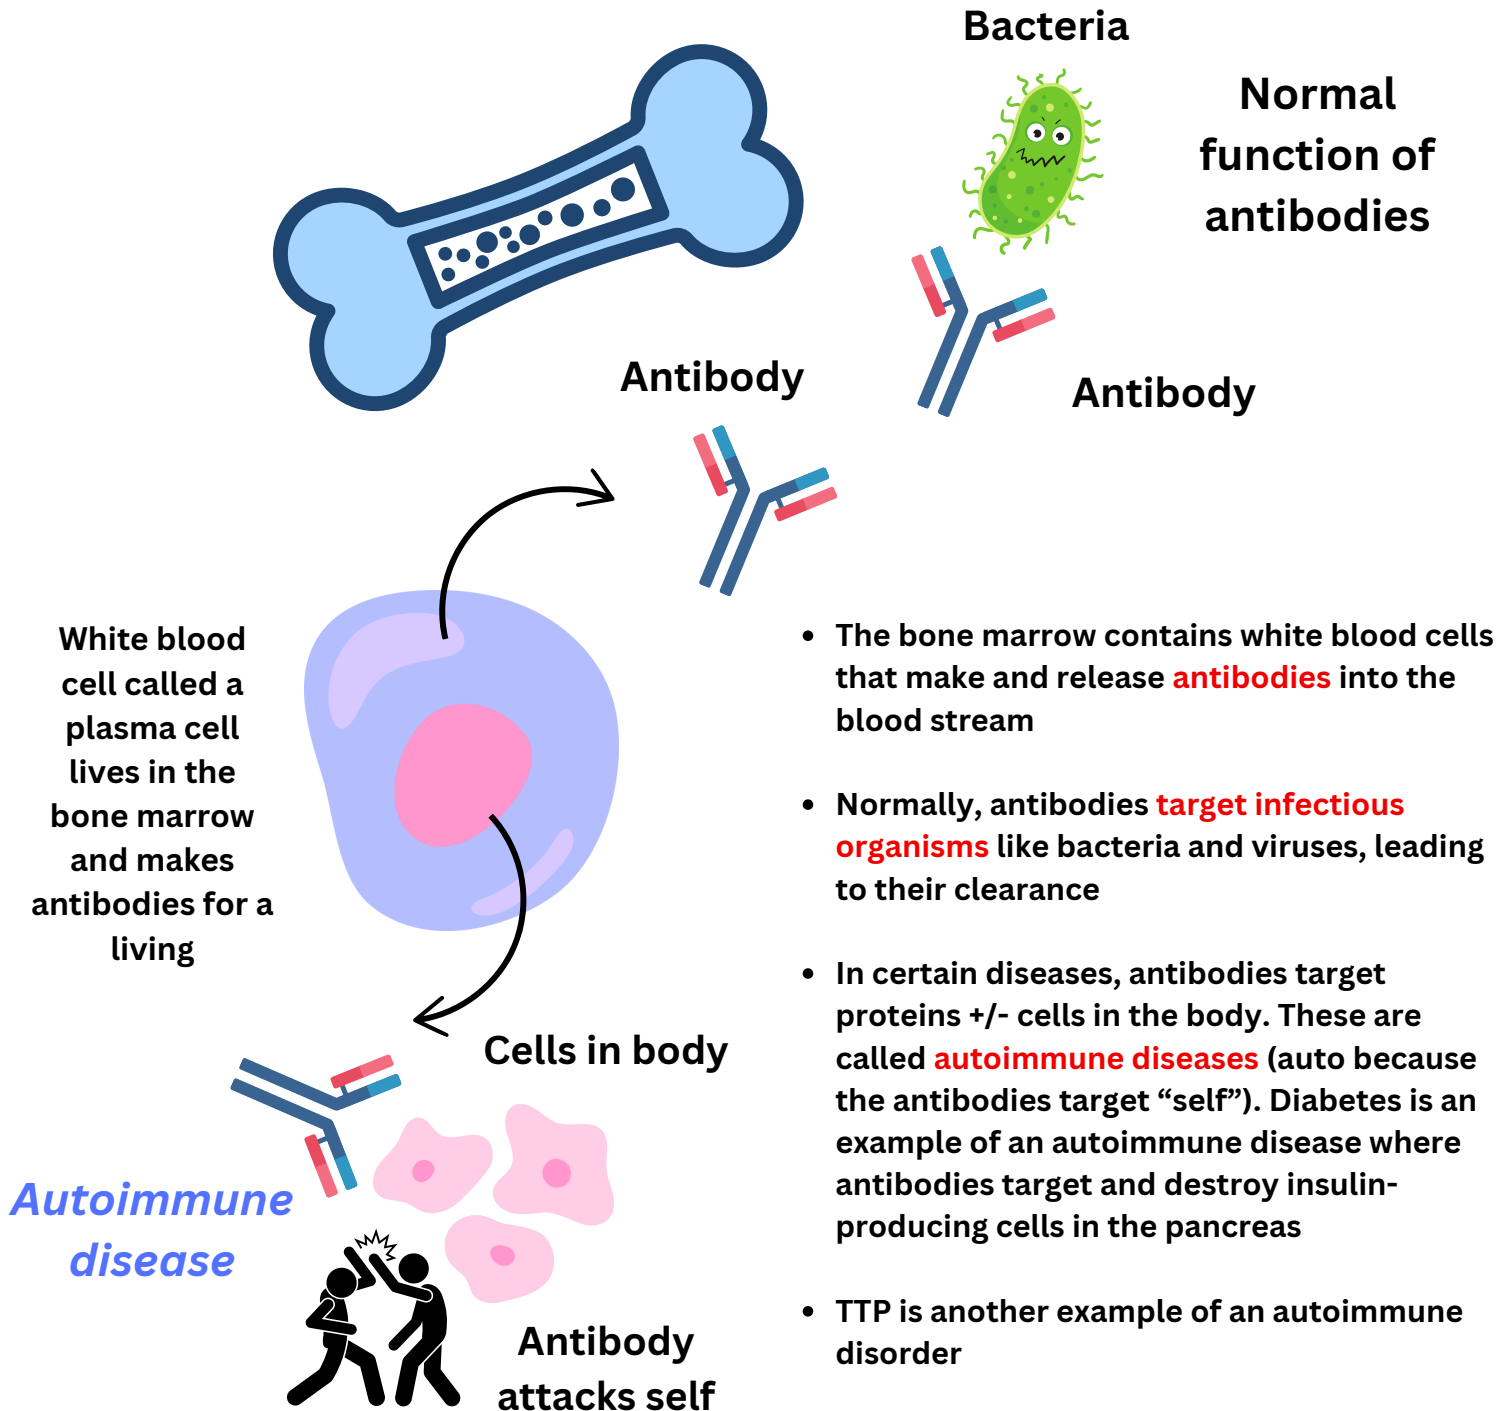 Bacteria
Normal
function of
antibodies
Antibody
Antibody
White blood
cell called a
plasma cell
lives in the
bone marrow
and makes
antibodies for a
living
• The bone marrow contains white blood cells
that make and release antibodies into the
blood stream
• Normally, antibodies target infectious
organisms like bacteria and viruses, leading
to their clearance
• In certain diseases, antibodies target
proteins +/- cells in the body. These are
called autoimmune diseases (auto because
the antibodies target “self”). Diabetes is an
example of an autoimmune disease where
antibodies target and destroy insulin-
producing cells in the pancreas
• TTP is another example of an autoimmune
disorder
Cells in body
Autoimmune
disease
Antibody
attacks self